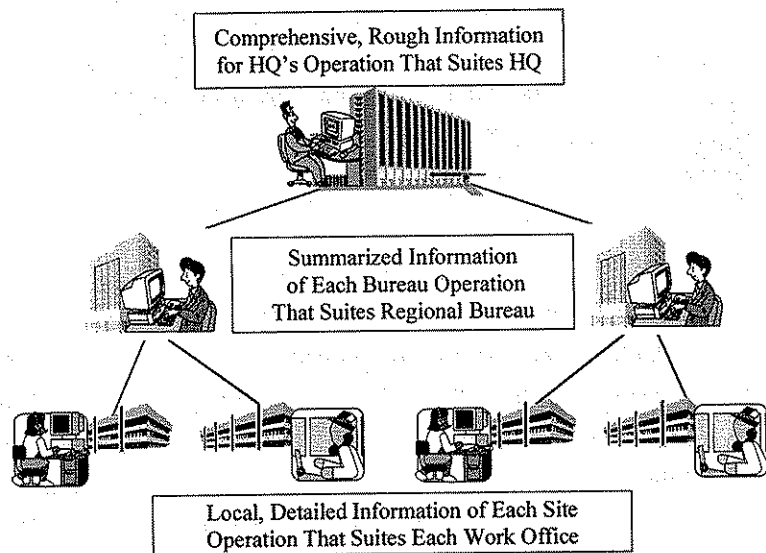 Comprehensive, Rough Information
for HQ's Operation That Suites HQ
Summarized Information
of Each Bureau Operation
That Suites Regional Bureau
Local, Detailed Information of Each Site
Operation That Suites Each Work Office